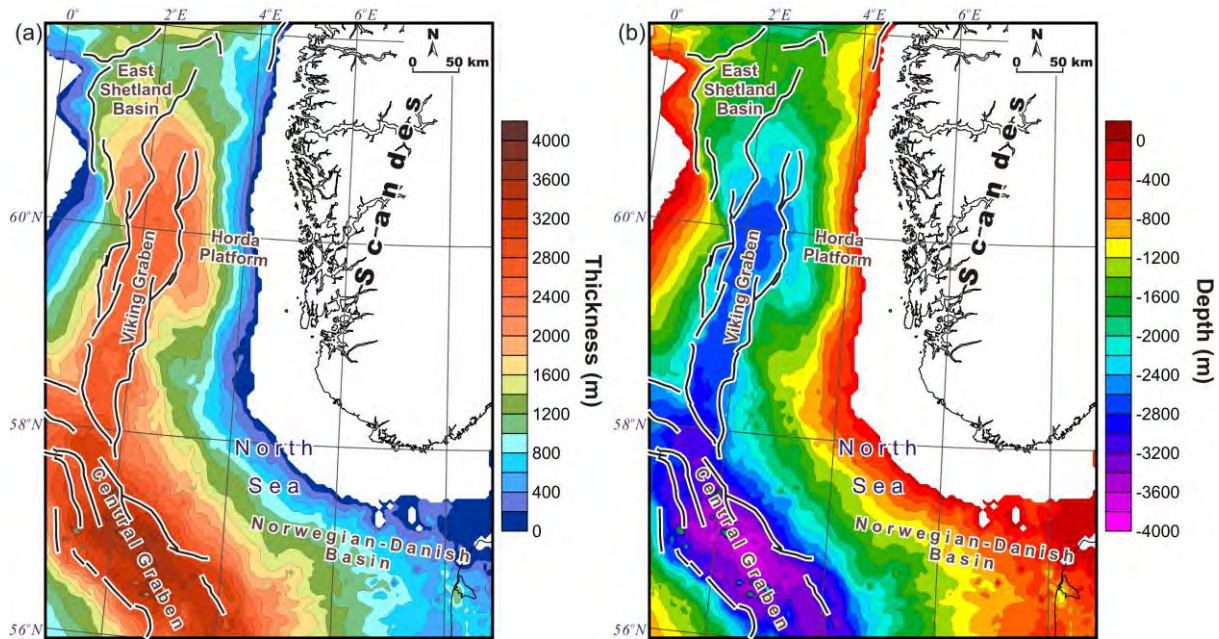 (a)
0°
2°E
4°E
6°E
N
0 50 km
East
Shetland
Basin
60°N
Viking Graben
Horda
Platform
Scandes
58°N
North
Sea
Central Graben
Norwegian-Danish
Basin
56°N
4000
3600
3200
2800
2400
2000
1600
1200
800
400
0
Thickness (m)
(b)
0°
2°E
4°E
6°E
N
0 50 km
East
Shetland
Basin
60°N
Viking Graben
Horda
Platform
Scandes
58°N
North
Sea
Central Graben
Norwegian-Danish
Basin
56°N
0
-400
-800
-1200
-1600
-2000
-2400
-2800
-3200
-3600
-4000
Depth (m)